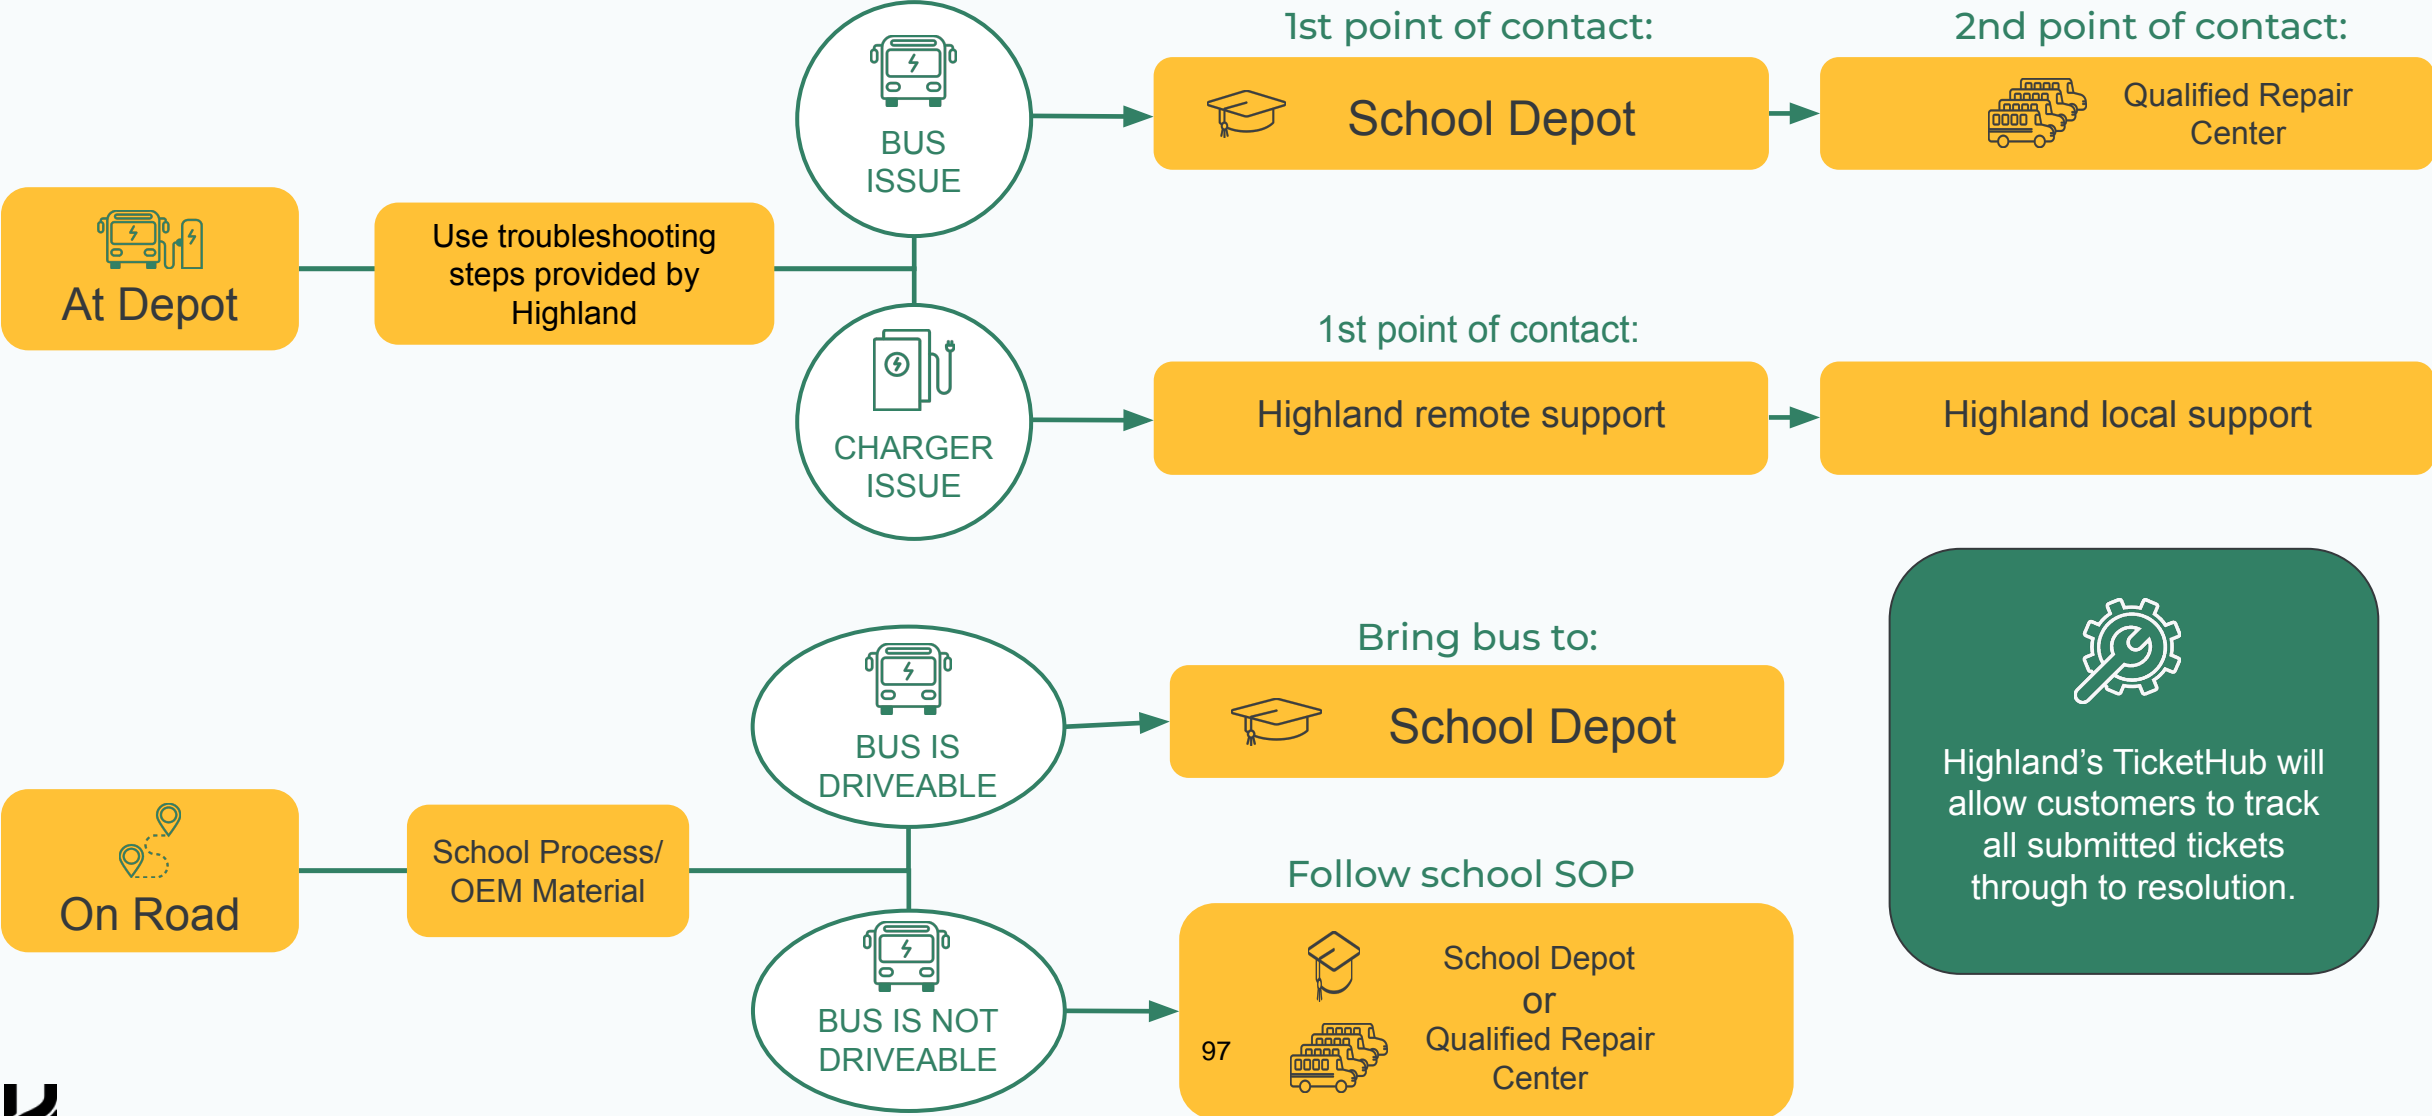 1st point of contact:
2nd point of contact:
BUS
ISSUE
School Depot
Qualified Repair
Center
At Depot
Use troubleshooting
steps provided by
Highland
1st point of contact:
CHARGER
ISSUE
Highland remote support
Highland local support
Bring bus to:
BUS IS
DRIVEABLE
School Depot
On Road
School Process/
OEM Material
Follow school SOP
BUS IS NOT
DRIVEABLE
School Depot
or
Qualified Repair
Center
97
Highland’s TicketHub will
allow customers to track
all submitted tickets
through to resolution.